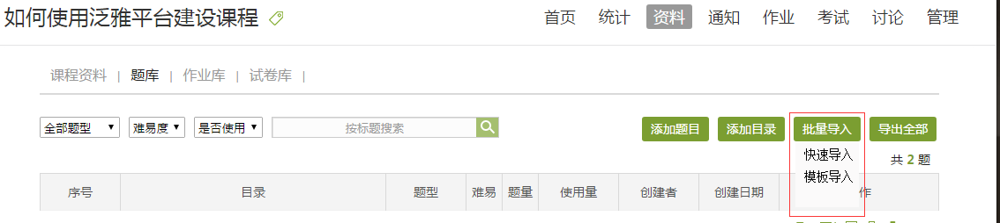 如何使用泛雅平台建设课程
首页 统计 资料 通知 作业 考试 讨论 管理
课程资料 | 题库 | 作业库 | 试卷库 |
全部题型 难易度 是否使用 按标题搜索 添加题目 添加目录 批量导入 导出全部
快速导入
共 2 题
模板导入
序号 目录 题型 难易 题量 使用量 创建者 创建日期 作